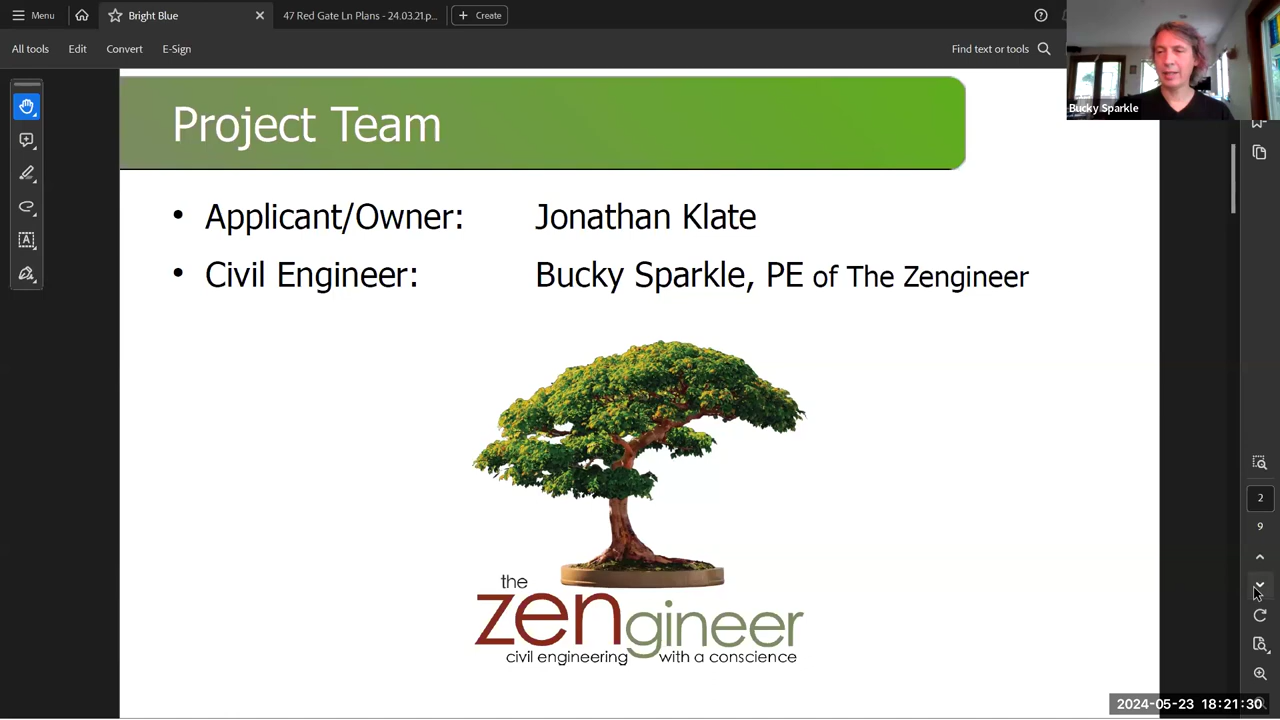 Menu
Bright Blue
47 Red Gate Ln Plans - 24.03.21.p...
Create
All tools
Edit
Convert
E-Sign
Find text or tools
Bucky Sparkle
Project Team
• Applicant/Owner: Jonathan Klate
• Civil Engineer: Bucky Sparkle, PE of The Zengineer
the
zengineer
civil engineering with a conscience
2
9
2024-05-23 18:21:30